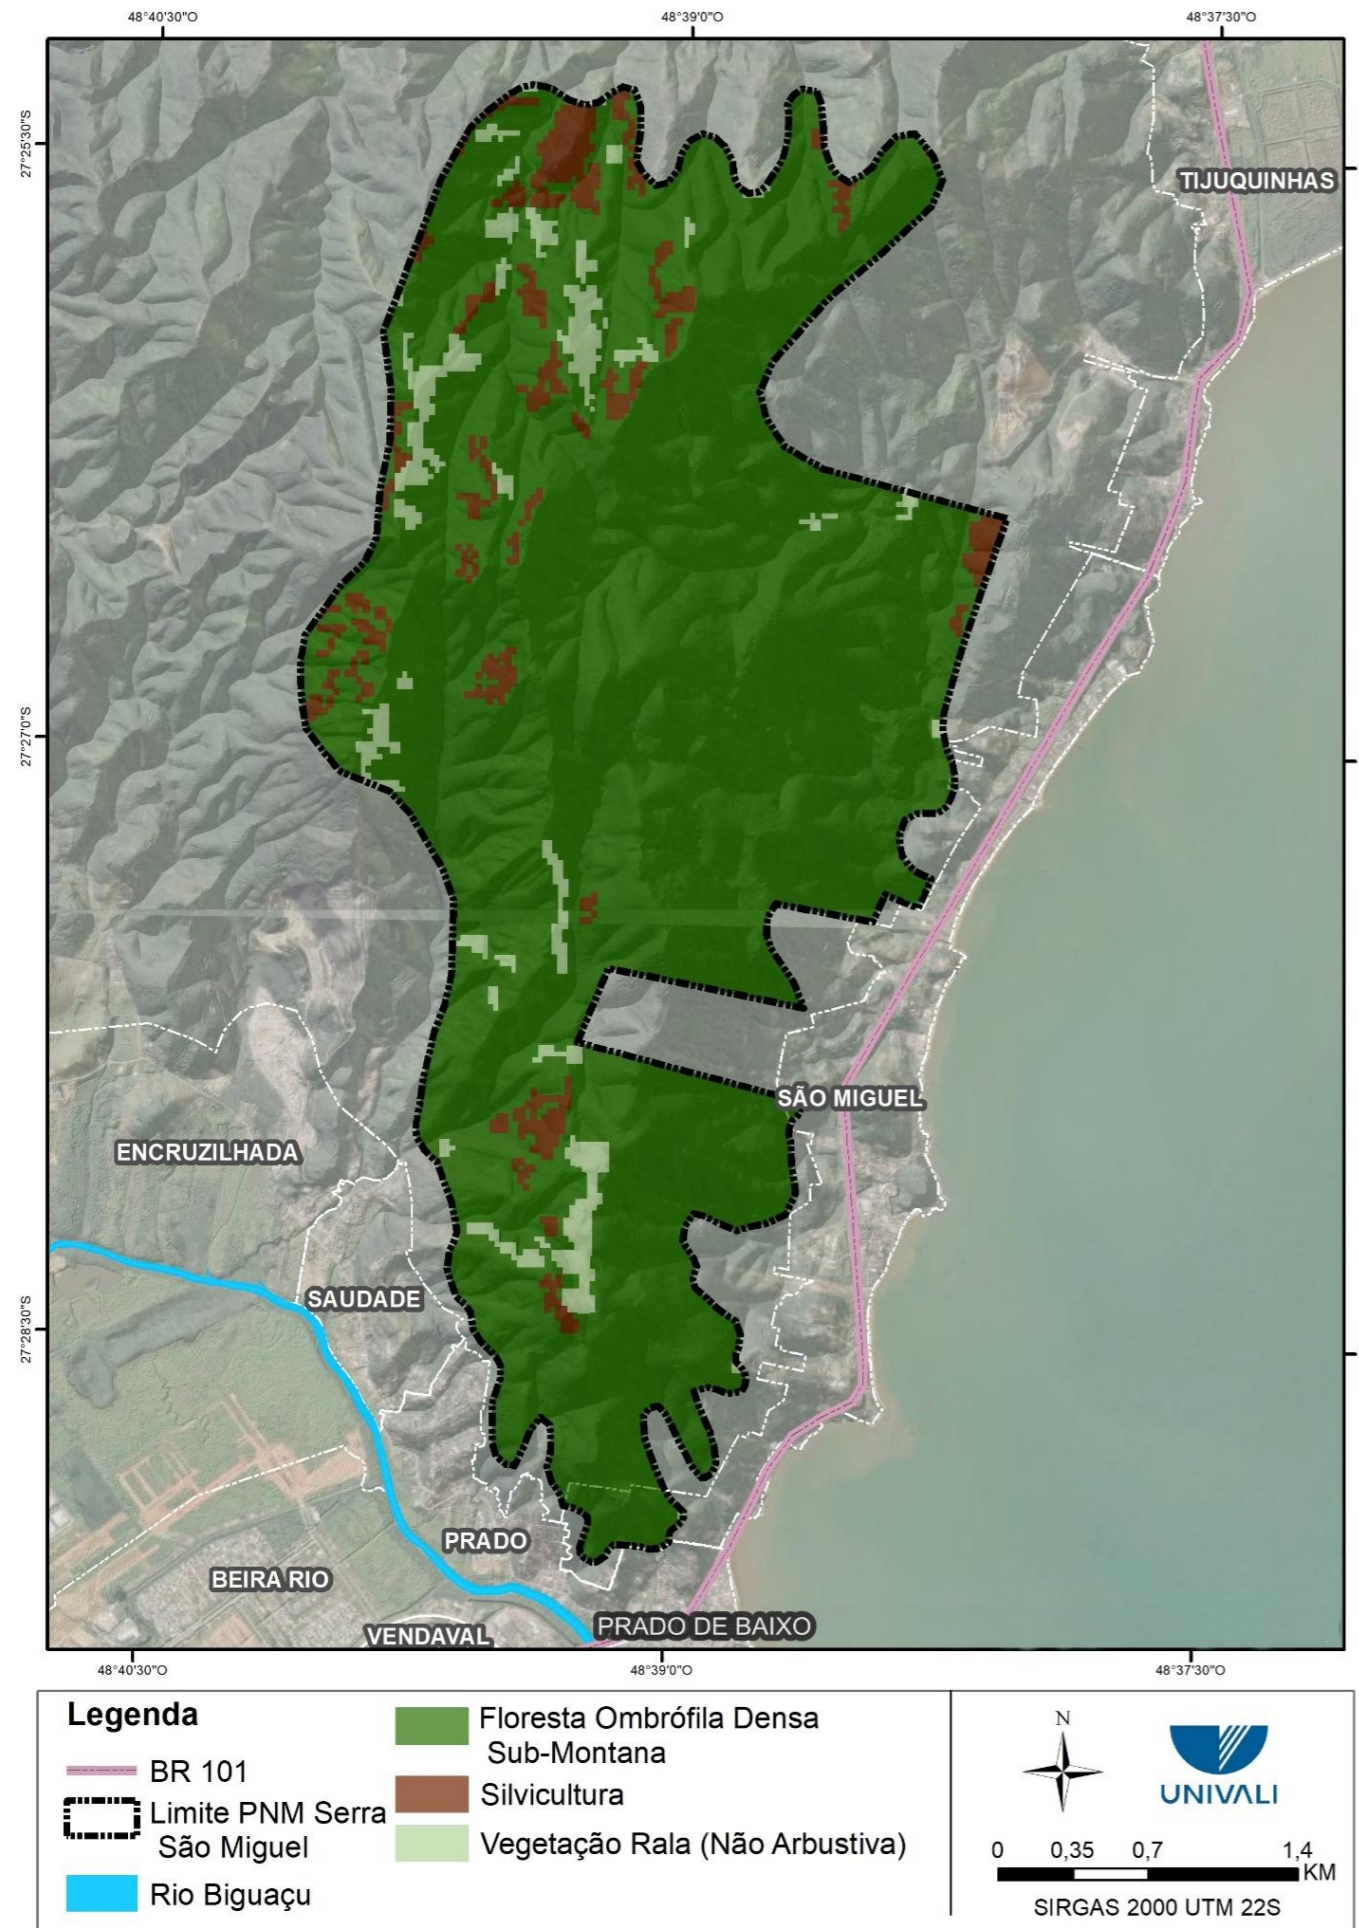 48°40'30"O
48°39'0"O
48°37'30"O
27°25'30"S
TIJUQUINHAS
27°27'0"S
SÃO MIGUEL
ENCRUZILHADA
SAUDADE
27°28'30"S
PRADO
BEIRA RIO
PRADO DE BAIXO
VENDAVAL
48°40'30"O
48°39'0"O
48°37'30"O
Legenda
BR 101
Limite PNM Serra
São Miguel
Rio Biguaçu
Floresta Ombrófila Densa
Sub-Montana
Silvicultura
Vegetação Rala (Não Arbustiva)
N
UNIVALI
0 0,35 0,7 1,4
KM
SIRGAS 2000 UTM 22S